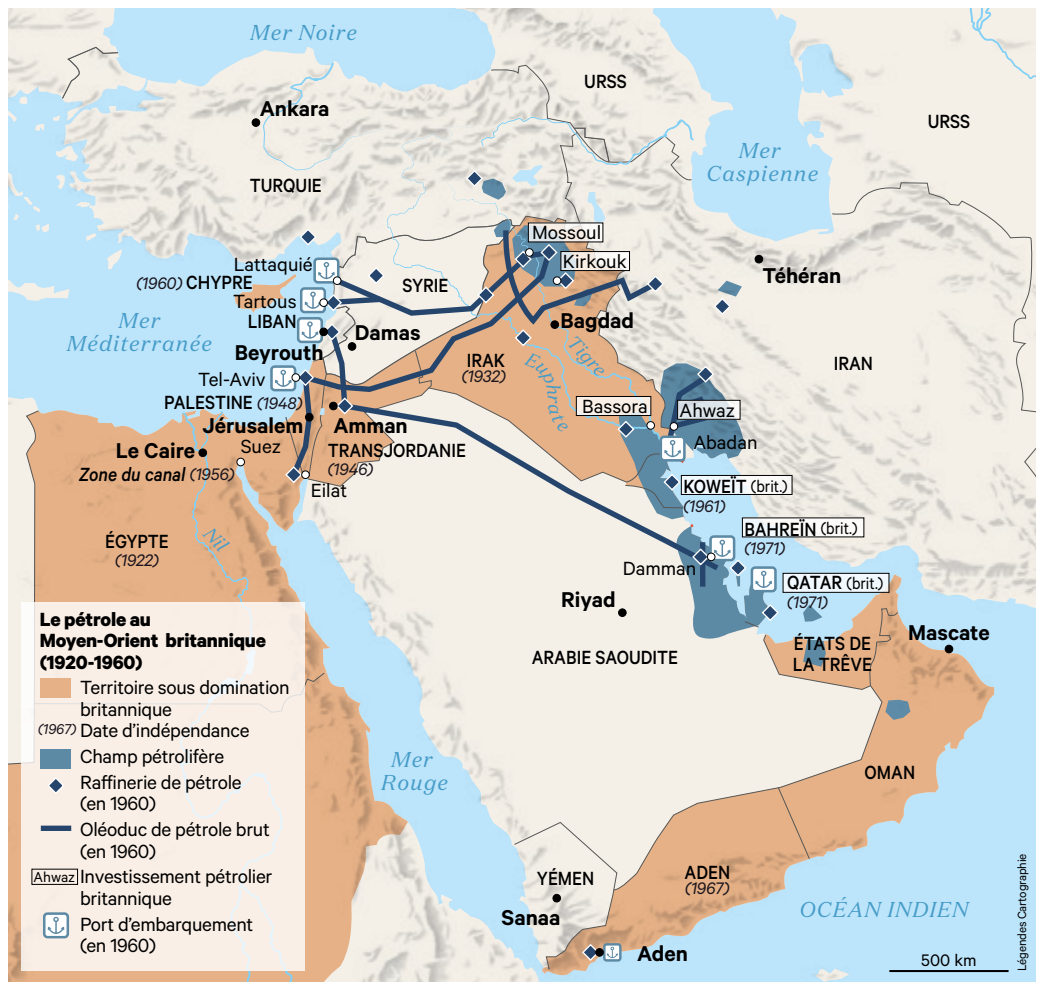 Mer Noire
URSS
URSS
Ankara
Mer
Caspienne
TURQUIE
Mossoul
Lattaquié
Kirkouk
Téhéran
(1960) CHYPRE
SYRIE
Tartous
Mer
Méditerranée
LIBAN
Bagdad
Damas
Beyrouth
IRAK
(1932)
Tigre
Euphrate
IRAN
Tel-Aviv
PALESTINE (1948)
Bassora
Ahwaz
Jérusalem
Amman
Abadan
Le Caire
Suez
TRANSJORDANIE
(1946)
Zone du canal (1956)
Eilat
KOWEÏT (brit.)
(1961)
ÉGYPTE
(1922)
Nil
BAHREÏN (brit.)
(1971)
Damman
QATAR (brit.)
(1971)
Riyad
Mascate
ÉTATS DE
LA TRÊVE
ARABIE SAOUDITE
Mer
Rouge
OMAN
YÉMEN
ADEN
(1967)
Sanaa
OCÉAN INDIEN
Aden
500 km
Légendes Cartographie
Le pétrole au
Moyen-Orient britannique
(1920-1960)
Territoire sous domination
britannique
(1967) Date d'indépendance
Champ pétrolifère
Raffinerie de pétrole
(en 1960)
Oléoduc de pétrole brut
(en 1960)
Ahwaz Investissement pétrolier
britannique
Port d'embarquement
(en 1960)